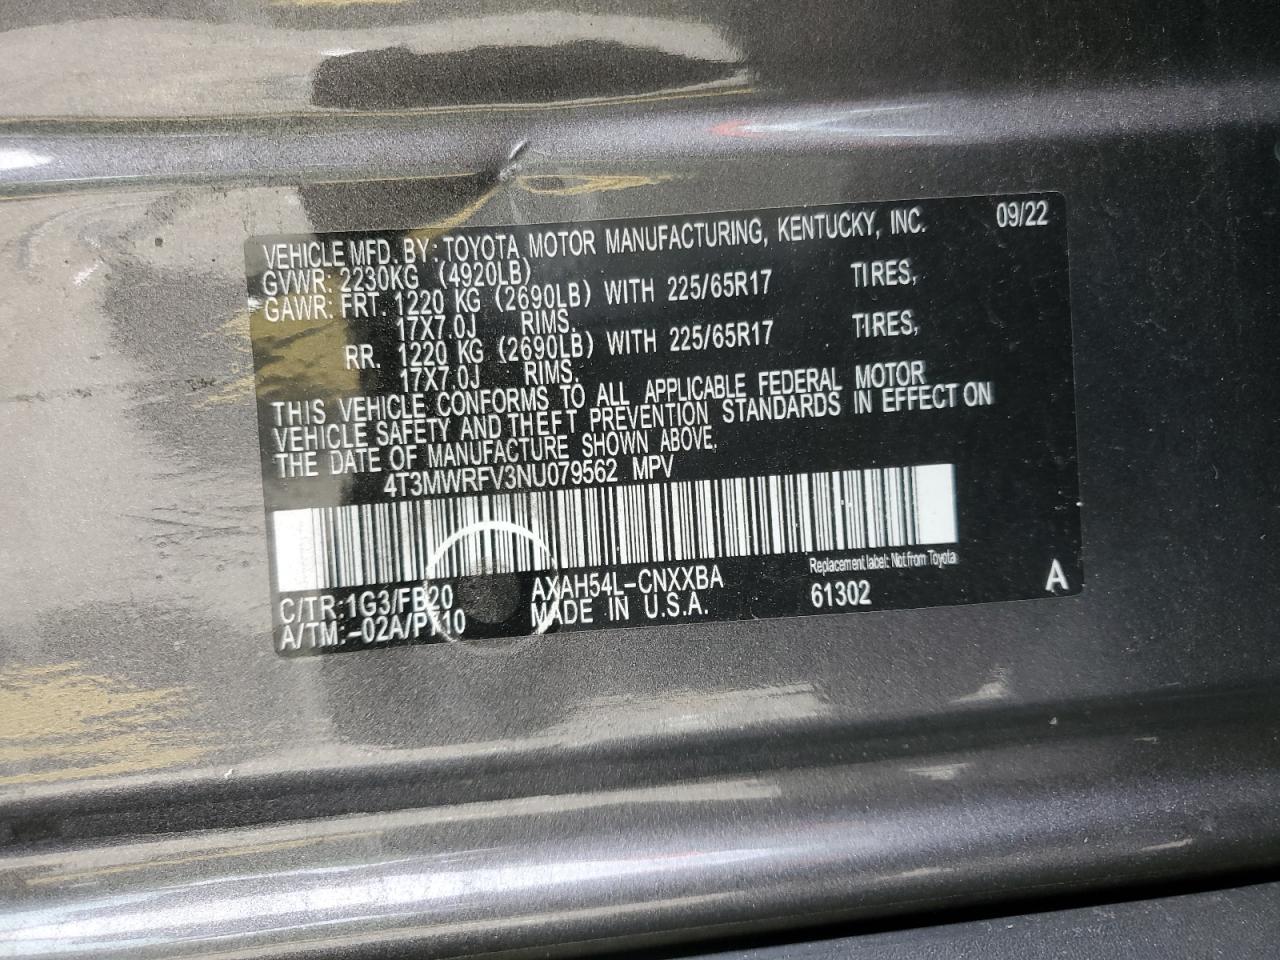 VEHICLE MFD. BY: TOYOTA MOTOR MANUFACTURING, KENTUCKY, INC. 09/22
GVWR: 2230KG (4920LB)
GAWR: FRT. 1220 KG (2690LB) WITH 225/65R17 TIRES,
17X7.0J RIMS.
RR. 1220 KG (2690LB) WITH 225/65R17 TIRES,
17X7.0J RIMS.
THIS VEHICLE CONFORMS TO ALL APPLICABLE FEDERAL MOTOR
VEHICLE SAFETY AND THEFT PREVENTION STANDARDS IN EFFECT ON
THE DATE OF MANUFACTURE SHOWN ABOVE.
4T3MWRFV3NU079562 MPV
Replacement label: Not from Toyota
C/TR: 1G3/FB20 AXAH54L-CNXXBA 61302 A
A/TM:-02A/P710 MADE IN U.S.A.